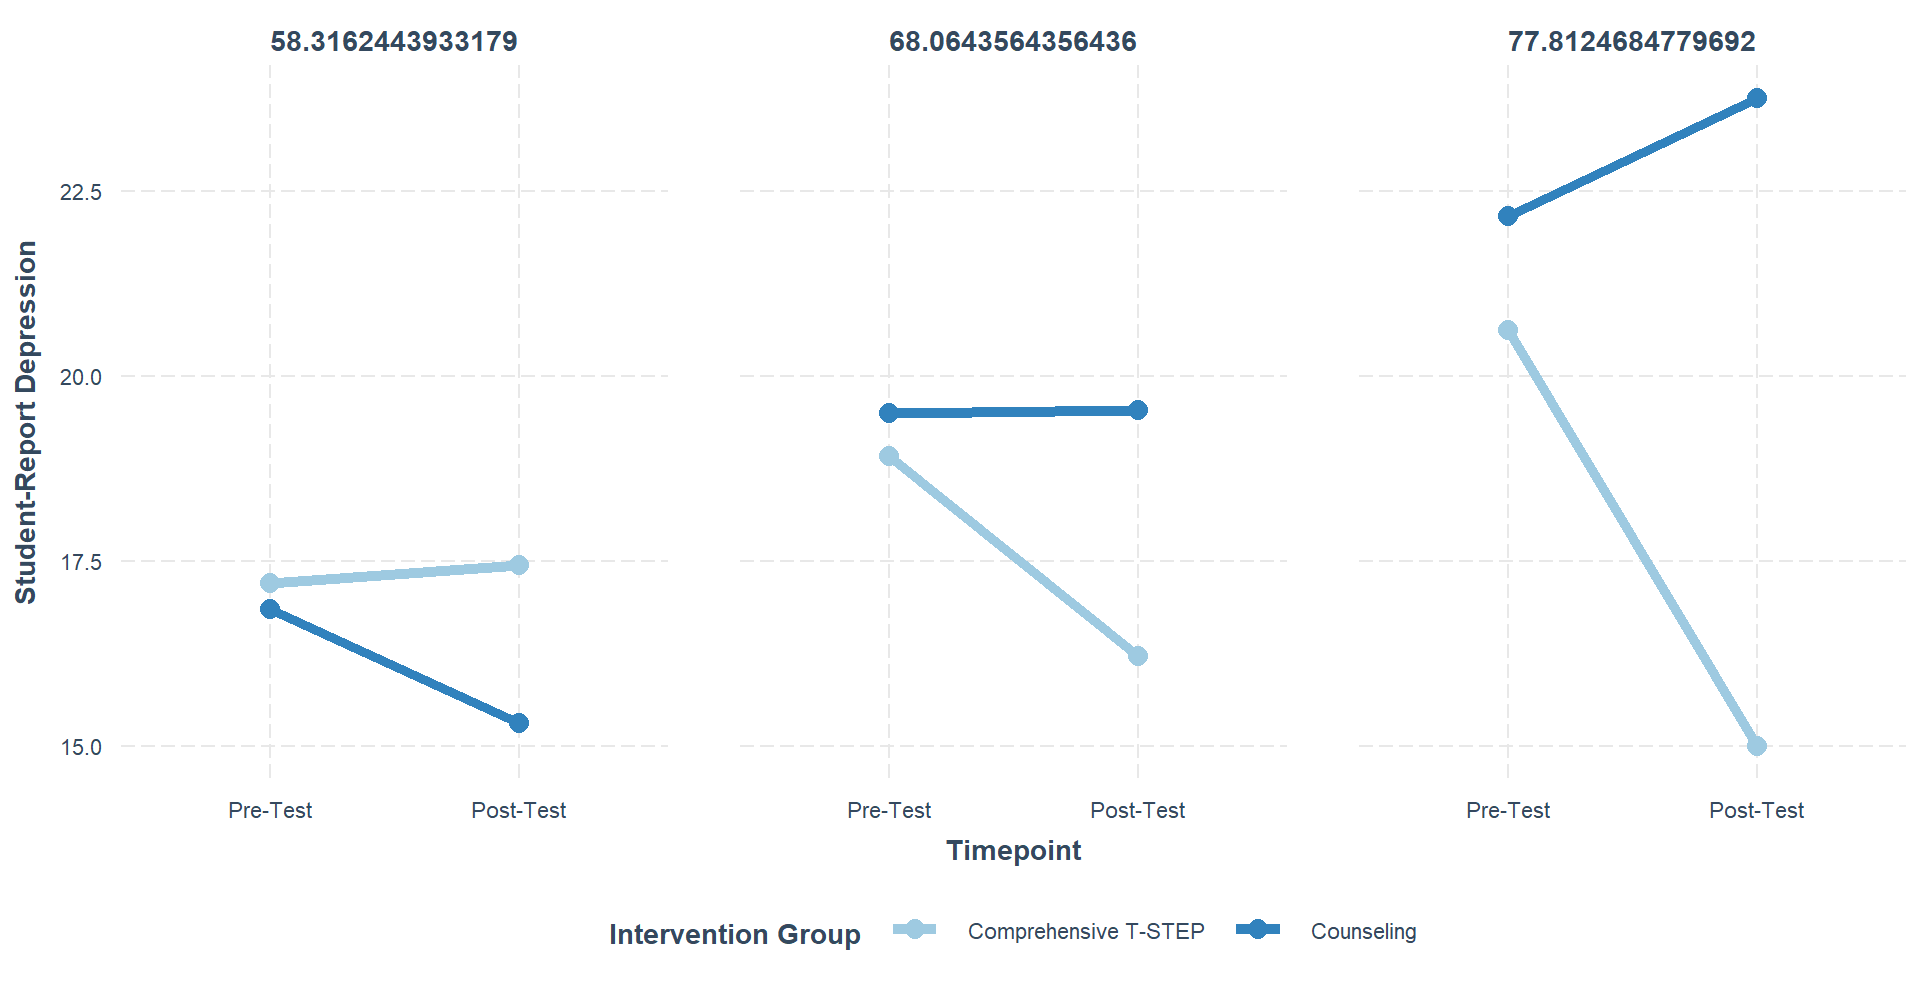 58.3162443933179
68.0643564356436
77.8124684779692
Student-Report Depression
22.5
20.0
17.5
15.0
Pre-Test
Post-Test
Pre-Test
Post-Test
Pre-Test
Post-Test
Timepoint
Intervention Group
Comprehensive T-STEP
Counseling